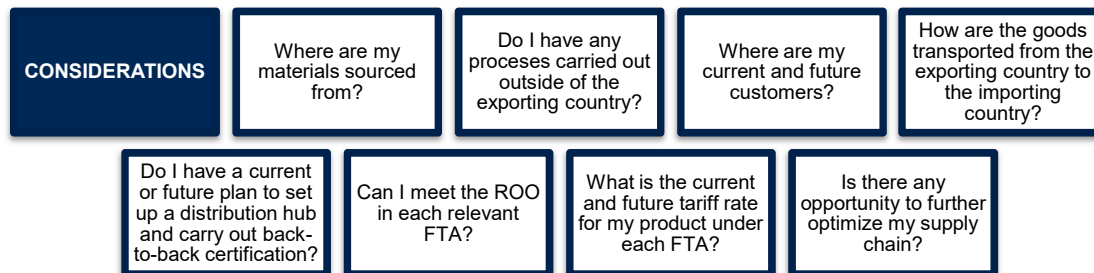 CONSIDERATIONS
Where are my
materials sourced
from?
Do I have any
proceses carried out
outside of the
exporting country?
Where are my
current and future
customers?
How are the goods
transported from the
exporting country to
the importing
country?
Do I have a current
or future plan to set
up a distribution hub
and carry out back-
to-back certification?
Can I meet the ROO
in each relevant
FTA?
What is the current
and future tariff rate
for my product under
each FTA?
Is there any
opportunity to further
optimize my supply
chain?